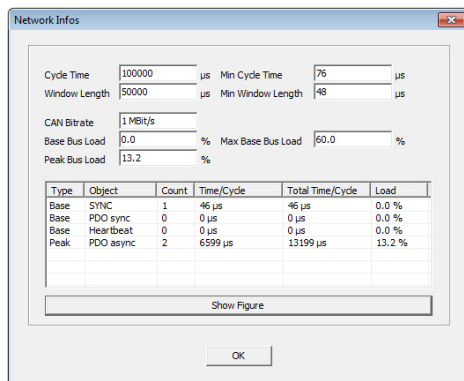 Network Infos
Cycle Time 100000 µs Min Cycle Time 76 µs
Window Length 50000 µs Min Window Length 48 µs
CAN Bitrate 1 MBit/s
Base Bus Load 0.0 % Max Base Bus Load 60.0 %
Peak Bus Load 13.2 %
Type Object Count Time/Cycle Total Time/Cycle Load
Base SYNC 1 46 µs 46 µs 0.0 %
Base PDO sync 0 0 µs 0 µs 0.0 %
Base Heartbeat 0 0 µs 0 µs 0.0 %
Peak PDO async 2 6599 µs 13199 µs 13.2 %
Show Figure
OK